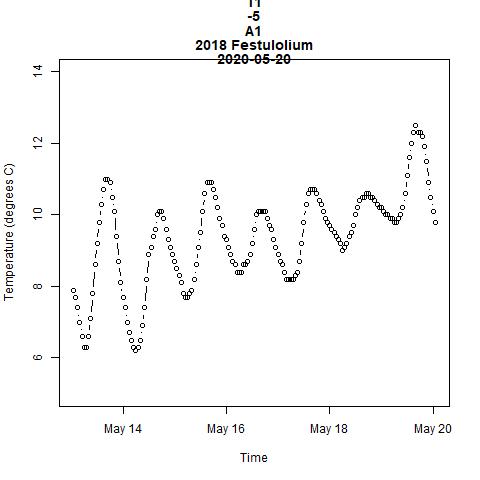 T1
-5
A1
2018 Festulolium
2020-05-20
14
12
10
8
6
Temperature (degrees C)
May 14
May 16
May 18
May 20
Time